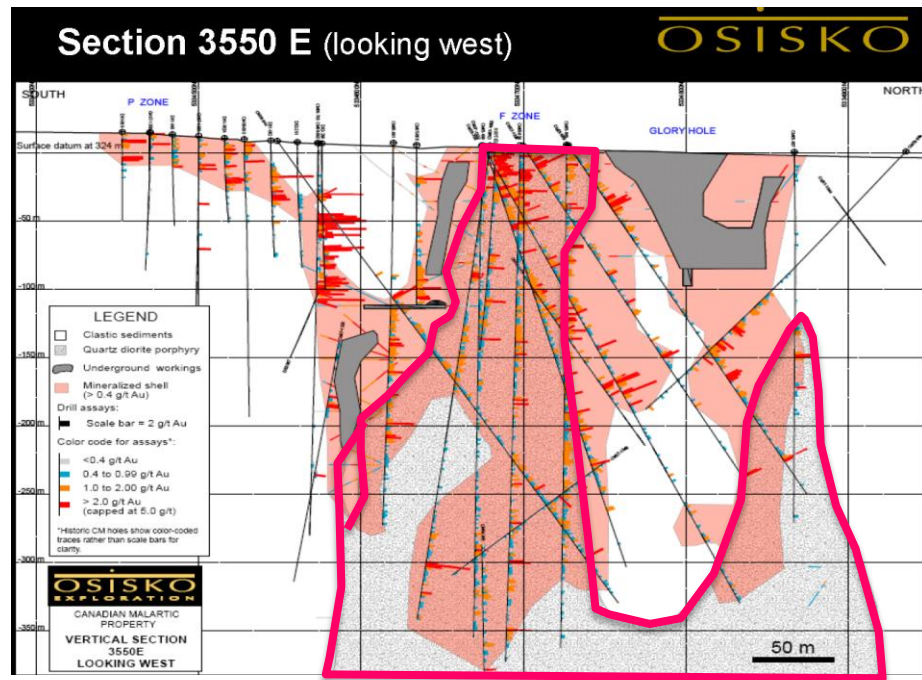 Section 3550 E (looking west)
OSISKO
SOUTH
NORTH
P ZONE
F ZONE
GLORY HOLE
Surface datum at 324 m
-50 m
-100 m
-150 m
-200 m
-250 m
-300 m
-350 m
LEGEND
Clastic sediments
Quartz diorite porphyry
Underground workings
Mineralized shell
(> 0.4 g/t Au)
Drill assays:
Scale bar = 2 g/t Au
Color code for assays*:
<0.4 g/t Au
0.4 to 0.99 g/t Au
1.0 to 2.00 g/t Au
> 2.0 g/t Au
(capped at 5.0 g/t)
*Historic CM holes show color-coded
traces rather than scale bars for
clarity.
OSISKO
EXPLORATION
CANADIAN MALARTIC
PROPERTY
VERTICAL SECTION
3550E
LOOKING WEST
50 m